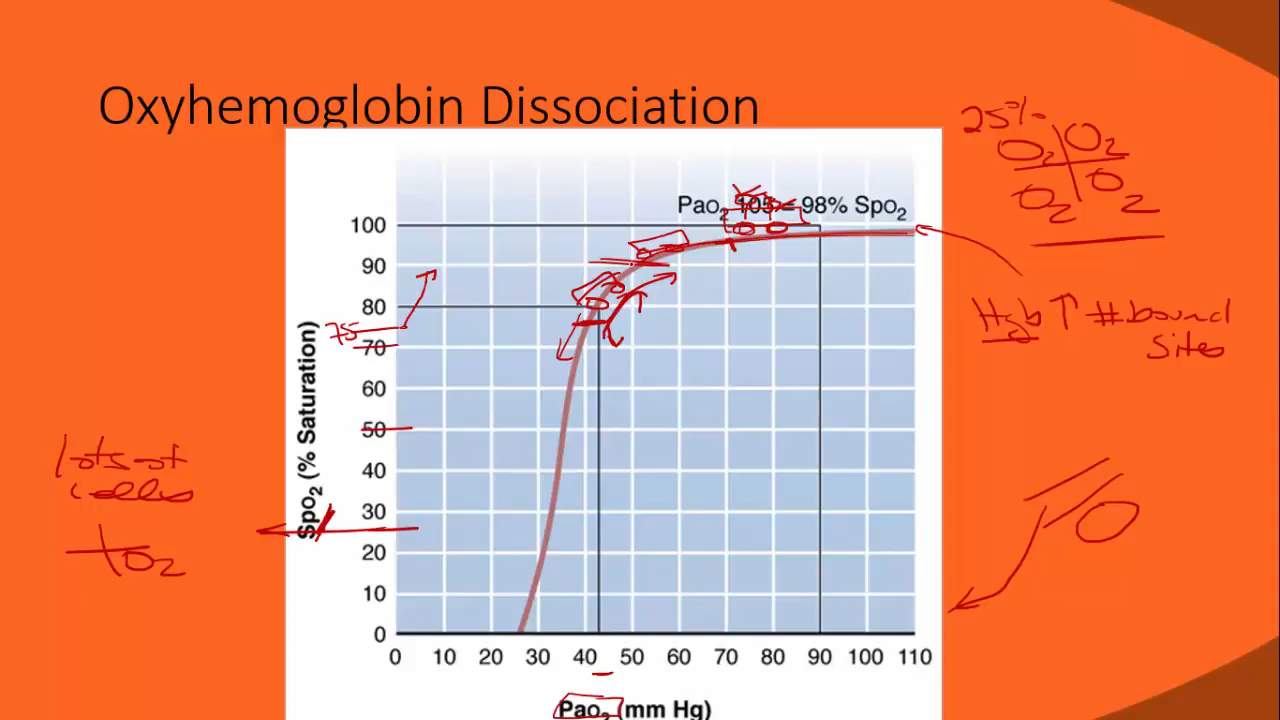 Oxyhemoglobin Dissociation
25%
O2 O2
O2 O2
Pao2 105 = 98% Spo2
100
90
80
75
70
60
50
40
30
20
10
0
Spo2 (% Saturation)
Hgb ↑ # bound
sites
lots of
cells
O2
0 10 20 30 40 50 60 70 80 90 100 110
Pao2 (mm Hg)